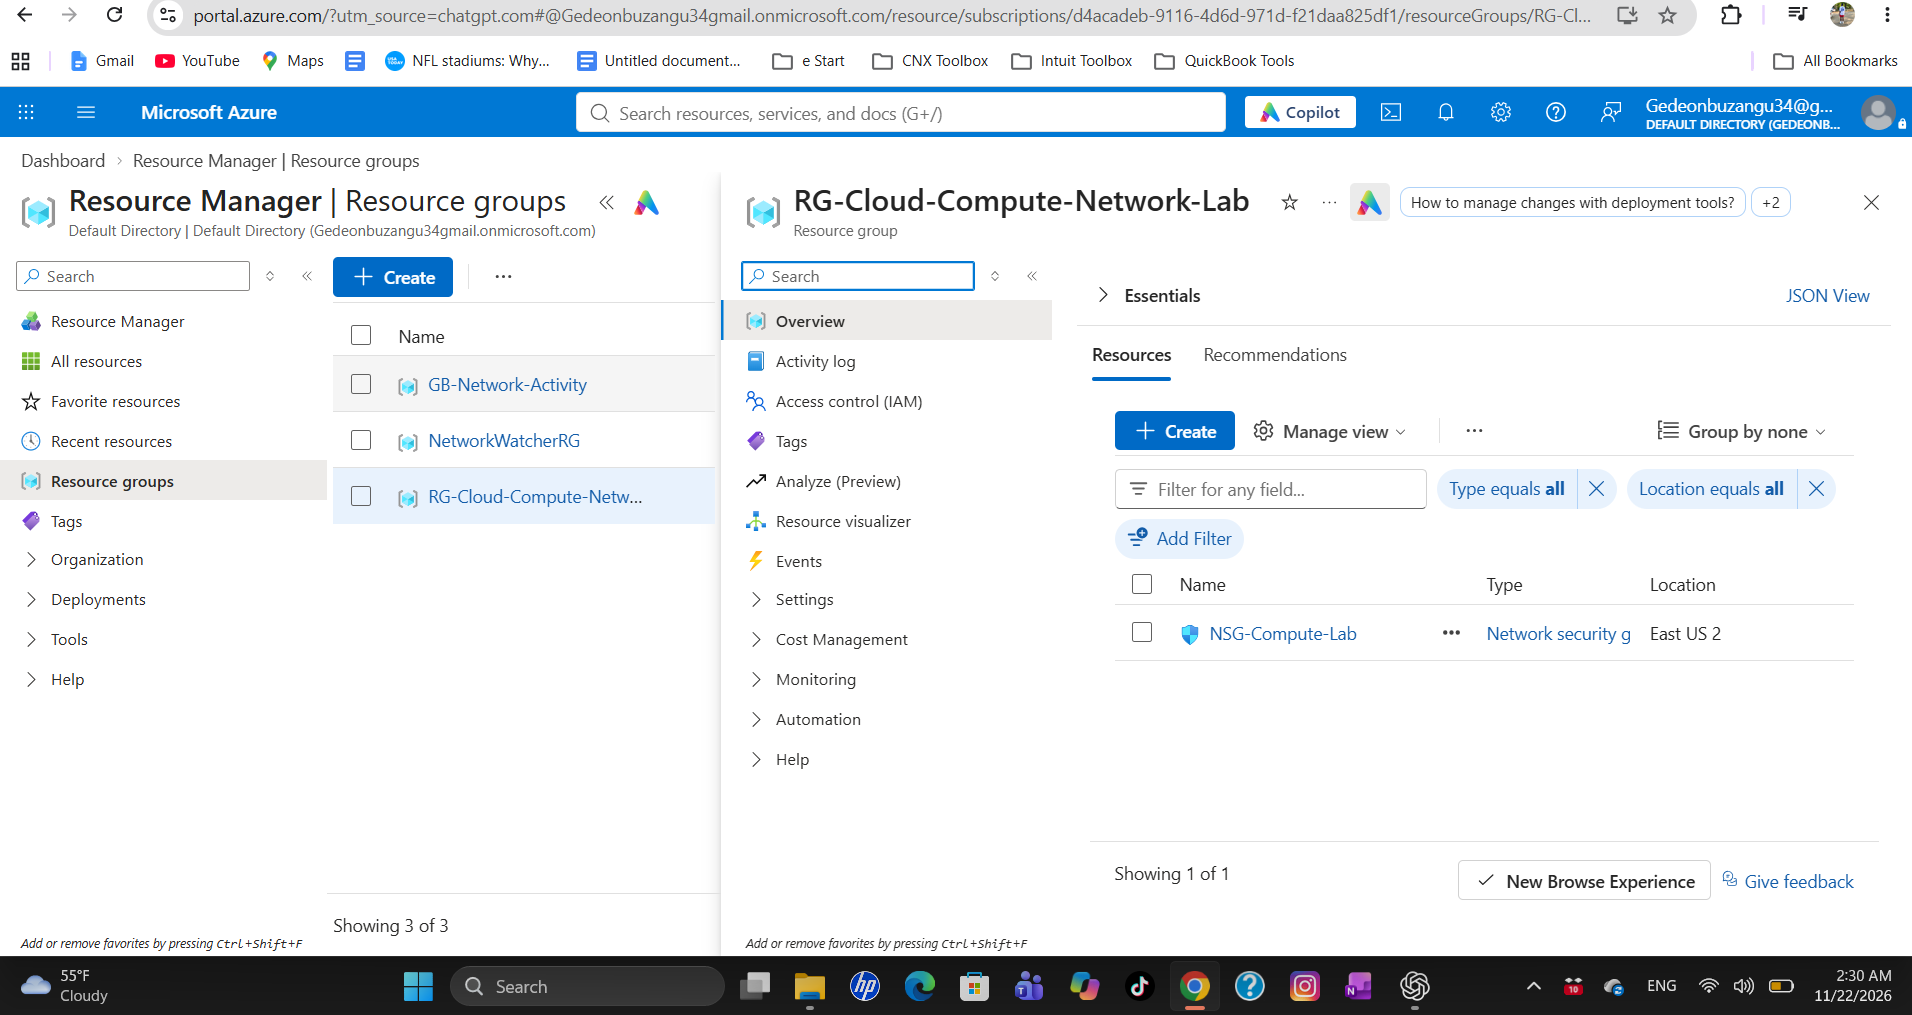 portal.azure.com/?utm_source=chatgpt.com#@Gedeonbuzangu34gmail.onmicrosoft.com/resource/subscriptions/d4acadeb-9116-4d6d-971d-f21daa825df1/resourceGroups/RG-Cl...
Gmail YouTube Maps NFL stadiums: Why... Untitled document... e Start CNX Toolbox Intuit Toolbox QuickBook Tools All Bookmarks
Microsoft Azure
Search resources, services, and docs (G+/)
Copilot
Gedeonbuzangu34@g...
DEFAULT DIRECTORY (GEDEONB...
Dashboard > Resource Manager | Resource groups
Resource Manager | Resource groups
Default Directory | Default Directory (Gedeonbuzangu34gmail.onmicrosoft.com)
Search
Resource Manager
All resources
Favorite resources
Recent resources
Resource groups
Tags
Organization
Deployments
Tools
Help
Add or remove favorites by pressing Ctrl+Shift+F
+ Create ...
Name
GB-Network-Activity
NetworkWatcherRG
RG-Cloud-Compute-Netw...
Showing 3 of 3
RG-Cloud-Compute-Network-Lab
Resource group
How to manage changes with deployment tools?
+2
Search
Overview
Activity log
Access control (IAM)
Tags
Analyze (Preview)
Resource visualizer
Events
Settings
Cost Management
Monitoring
Automation
Help
Add or remove favorites by pressing Ctrl+Shift+F
Essentials
JSON View
Resources Recommendations
+ Create Manage view ... Group by none
Filter for any field...
Type equals all
Location equals all
Add Filter
Name Type Location
NSG-Compute-Lab ... Network security g East US 2
Showing 1 of 1
New Browse Experience
Give feedback
55°F
Cloudy
Search
10
ENG
2:30 AM
11/22/2026